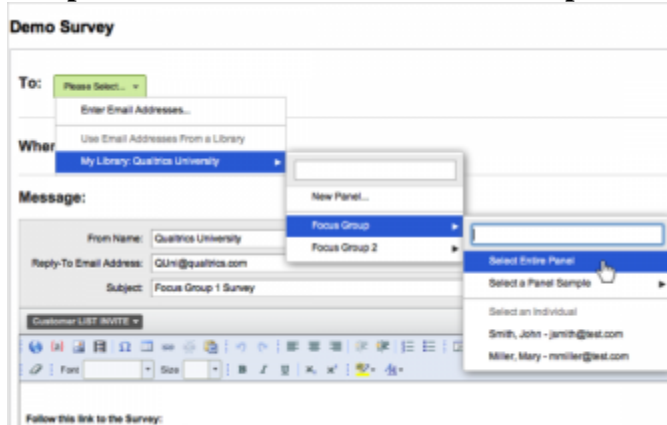 Demo Survey
To: Please Select...
Enter Email Addresses...
Use Email Addresses From a Library
When
My Library: Qualtrics University
New Panel...
Message:
Focus Group
From Name: Qualtrics University
Focus Group 2
Reply-To Email Address: QUni@qualtrics.com
Select Entire Panel
Subject: Focus Group 1 Survey
Select a Panel Sample
Select an Individual
Customer LIST INVITE
Smith, John - jsmith@test.com
Miller, Mary - mmiller@test.com
Font
Size
B I U
Follow this link to the Survey: